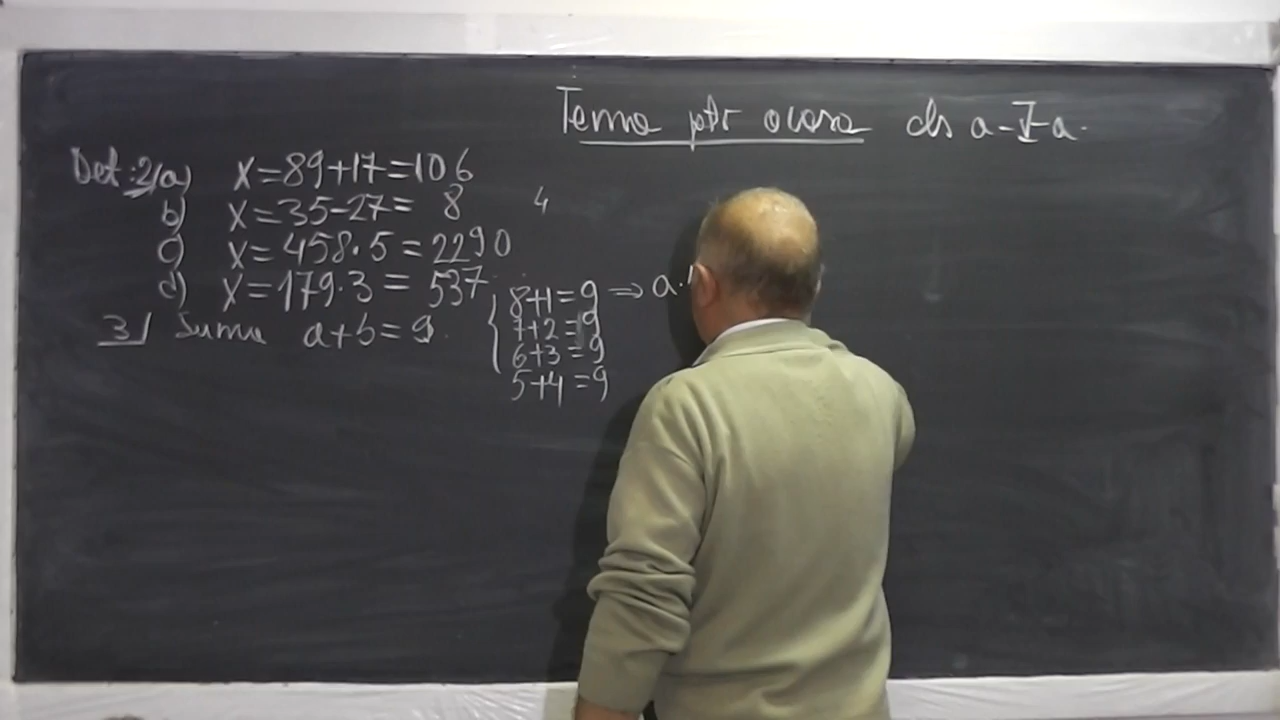 Tema ptr acasa cls a-V-a.
Det: 2/a) x=89+17=106
b) x=35-27= 8
4
c) x=458·5=2290
d) x=179·3= 537
3/ Suma a+b=9.
8+1=9 ⇒ a·
7+2=9
6+3=9
5+4=9